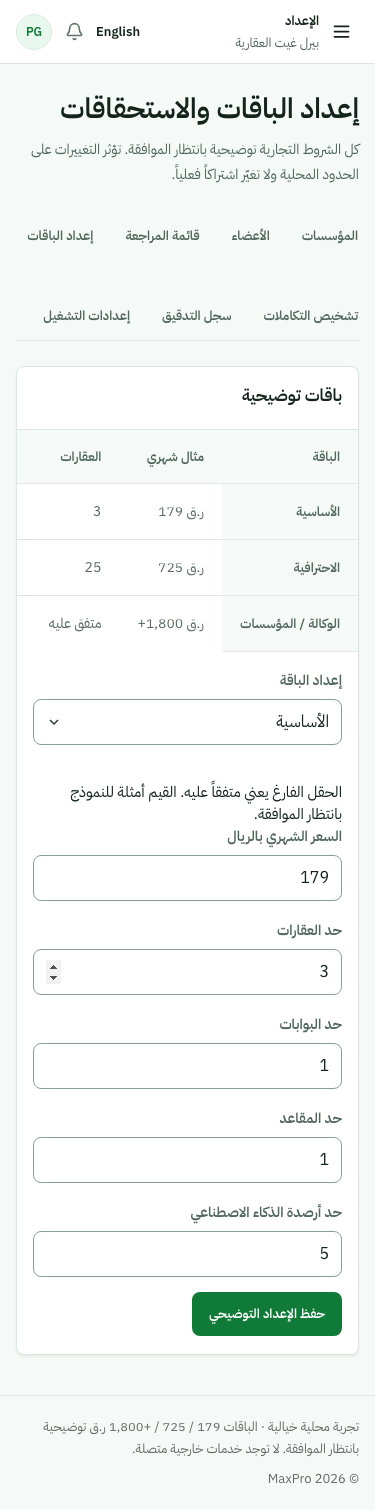 الإعداد
بيرل غيت العقارية
English
PG
إعداد الباقات والاستحقاقات
كل الشروط التجارية توضيحية بانتظار الموافقة. تؤثر التغييرات على
الحدود المحلية ولا تغيّر اشتراكاً فعلياً.
المؤسسات الأعضاء قائمة المراجعة إعداد الباقات
تشخيص التكاملات سجل التدقيق إعدادات التشغيل
باقات توضيحية
الباقة مثال شهري العقارات
الأساسية 179 ر.ق 3
الاحترافية 725 ر.ق 25
الوكالة / المؤسسات 1,800+ ر.ق متفق عليه
إعداد الباقة
الأساسية
الحقل الفارغ يعني متفقاً عليه. القيم أمثلة للنموذج
بانتظار الموافقة.
السعر الشهري بالريال
179
حد العقارات
3
حد البوابات
1
حد المقاعد
1
حد أرصدة الذكاء الاصطناعي
5
حفظ الإعداد التوضيحي
تجربة محلية خيالية · الباقات 179 / 725 / 1,800+ ر.ق توضيحية
بانتظار الموافقة. لا توجد خدمات خارجية متصلة.
© 2026 MaxPro